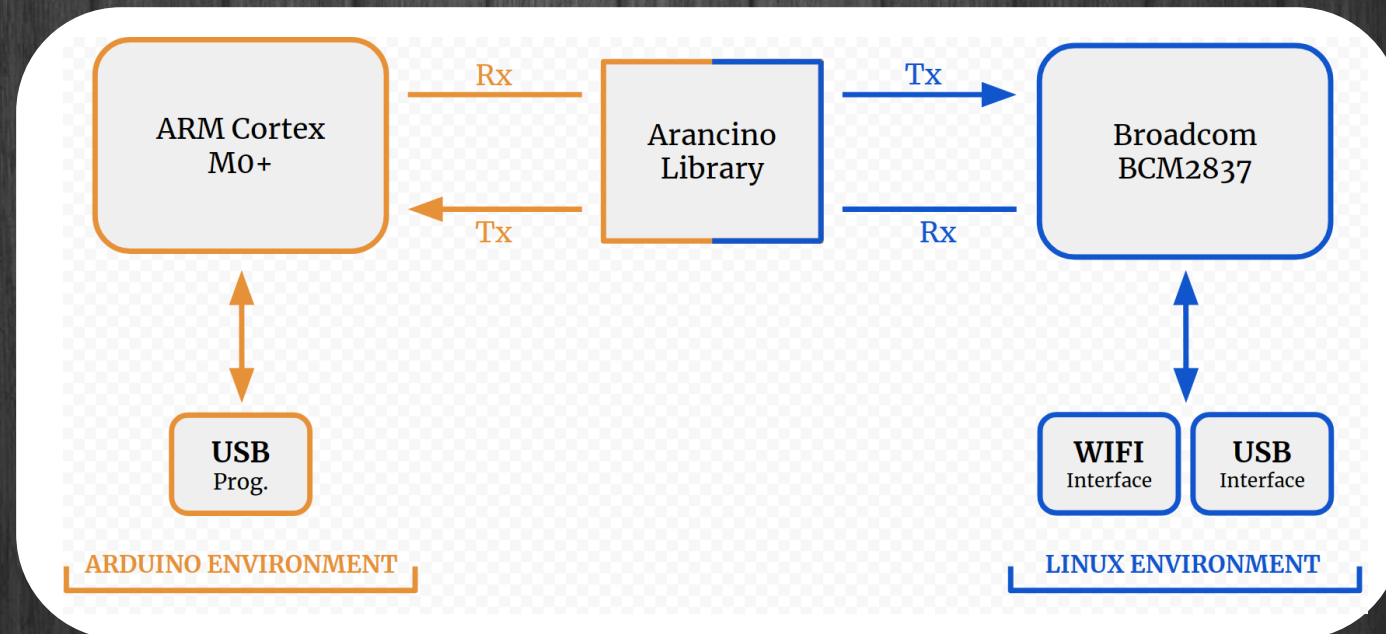 ARM Cortex
M0+
Rx
Tx
Arancino
Library
Tx
Rx
Broadcom
BCM2837
USB
Prog.
WIFI
Interface
USB
Interface
ARDUINO ENVIRONMENT
LINUX ENVIRONMENT